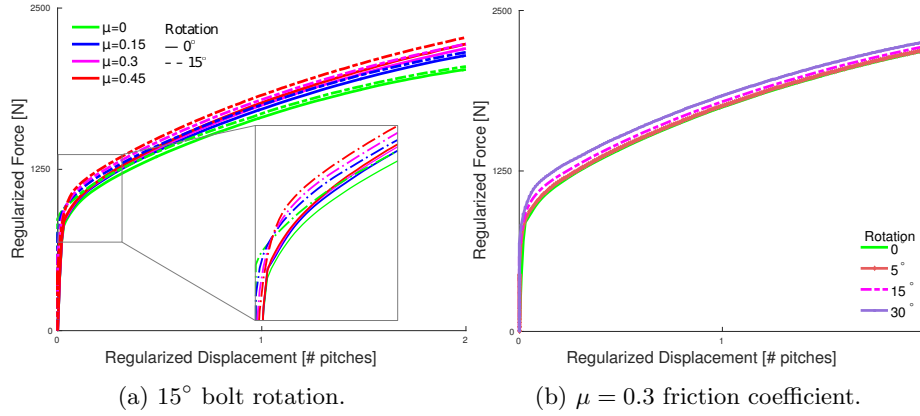 2500
μ=0
μ=0.15
μ=0.3
μ=0.45
Rotation
0°
15°
Regularized Force [N]
1250
0
0
1
2
Regularized Displacement [# pitches]
(a) 15° bolt rotation.
2500
Regularized Force [N]
1250
0
0
1
Rotation
0°
5°
15°
30°
Regularized Displacement [# pitches]
(b) μ = 0.3 friction coefficient.